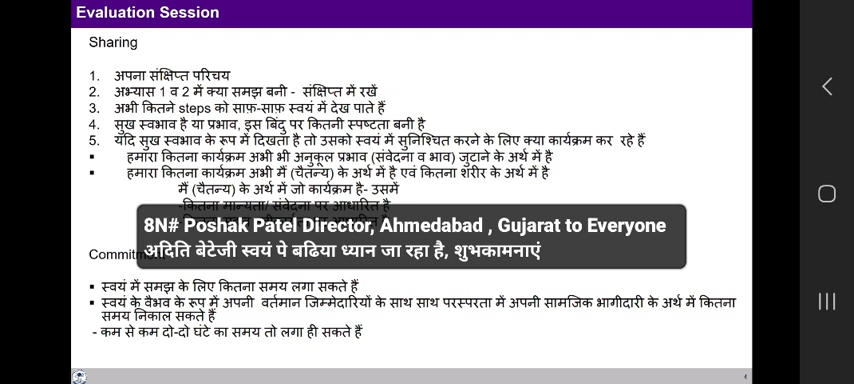 Evaluation Session
Sharing
1. अपना संक्षिप्त परिचय
2. अभ्यास 1 व 2 में क्या समझ बनी - संक्षिप्त में रखें
3. अभी कितने steps को साफ़-साफ़ स्वयं में देख पाते हैं
4. सुख स्वभाव है या प्रभाव, इस बिंदु पर कितनी स्पष्टता बनी है
5. यदि सुख स्वभाव के रूप में दिखता है तो उसको स्वयं में सुनिश्चित करने के लिए क्या कार्यक्रम कर रहे हैं
▪ हमारा कितना कार्यक्रम अभी भी अनुकूल प्रभाव (संवेदना व भाव) जुटाने के अर्थ में है
▪ हमारा कितना कार्यक्रम अभी मैं (चैतन्य) के अर्थ में है एवं कितना शरीर के अर्थ में है
मैं (चैतन्य) के अर्थ में जो कार्यक्रम है- उसमें
-कितना मान्यता/ संवेदना पर आधारित है
8N# Poshak Patel Director, Ahmedabad , Gujarat to Everyone
अदिति बेटेजी स्वयं पे बढिया ध्यान जा रहा है, शुभकामनाएं
▪ स्वयं में समझ के लिए कितना समय लगा सकते हैं
▪ स्वयं के वैभव के रूप में अपनी वर्तमान जिम्मेदारियों के साथ साथ परस्परता में अपनी सामजिक भागीदारी के अर्थ में कितना
समय निकाल सकते हैं
- कम से कम दो-दो घंटे का समय तो लगा ही सकते हैं